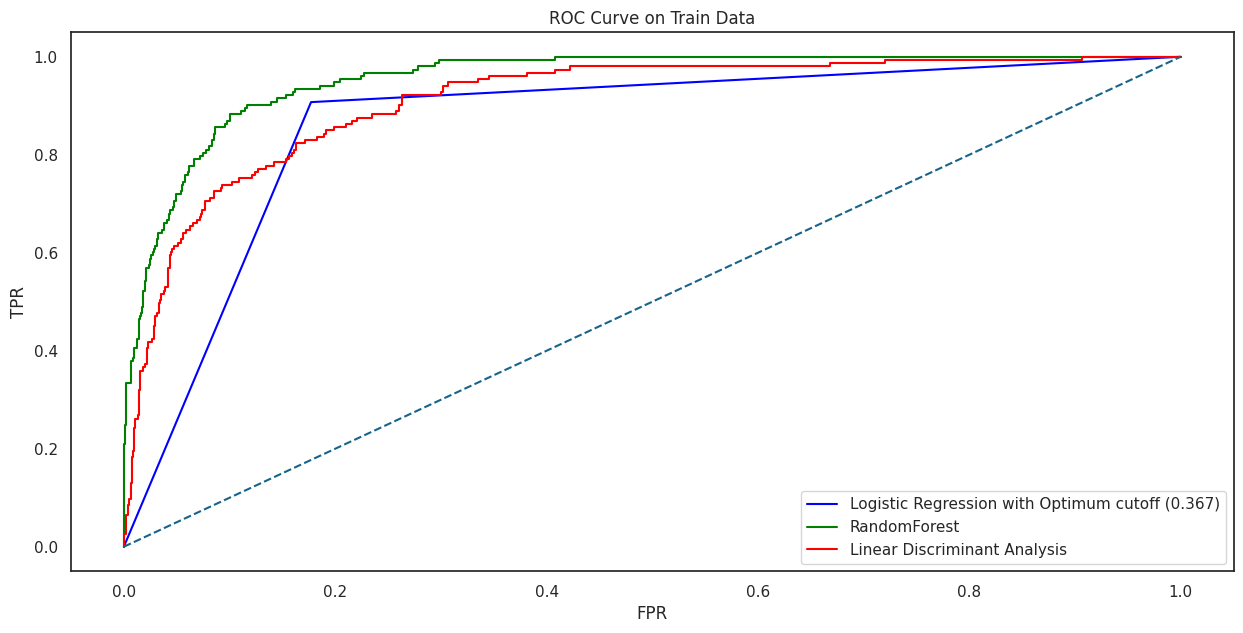 ROC Curve on Train Data
1.0
0.8
0.6
0.4
0.2
0.0
TPR
Logistic Regression with Optimum cutoff (0.367)
RandomForest
Linear Discriminant Analysis
0.0 0.2 0.4 0.6 0.8 1.0
FPR